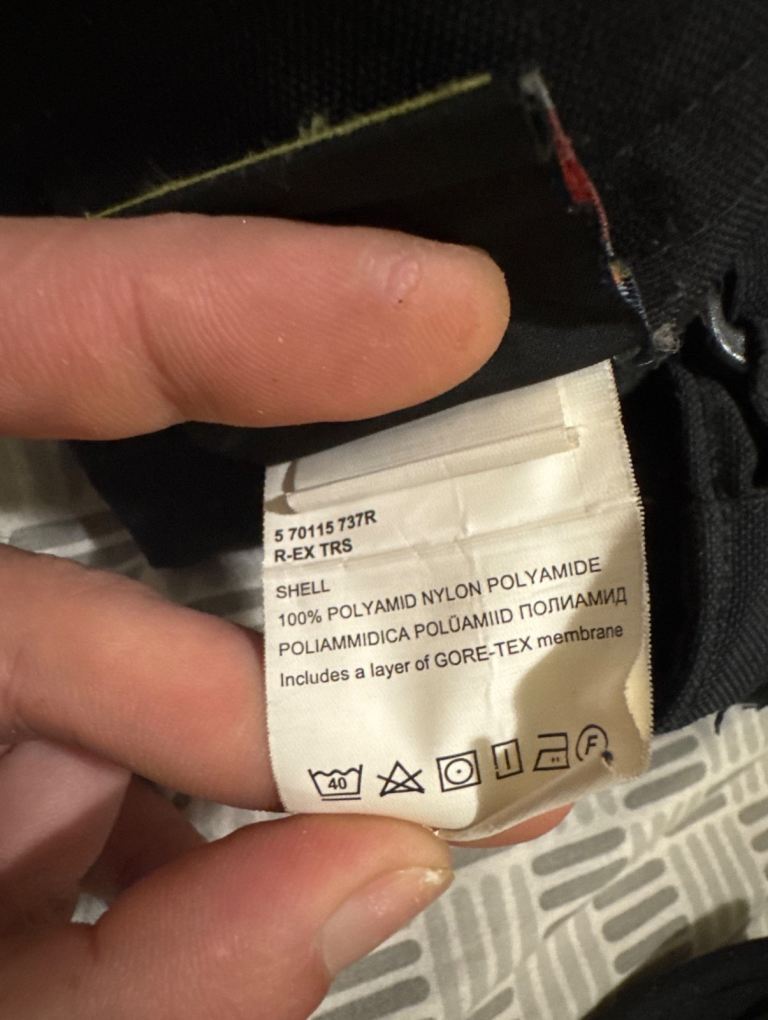 5 70115 737R
R-EX TRS
SHELL
100% POLYAMID NYLON POLYAMIDE
POLIAMMIDICA POLÜAMIID ПОЛИАМИД
Includes a layer of GORE-TEX membrane
40 F